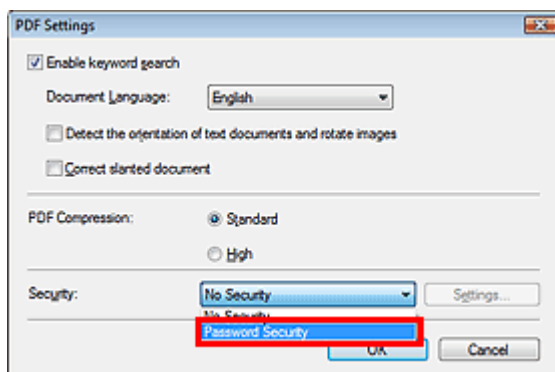 PDF Settings
Enable keyword search
Document Language: English
Detect the orientation of text documents and rotate images
Correct slanted document
PDF Compression: Standard
High
Security: No Security Settings...
No Security
Password Security
OK Cancel